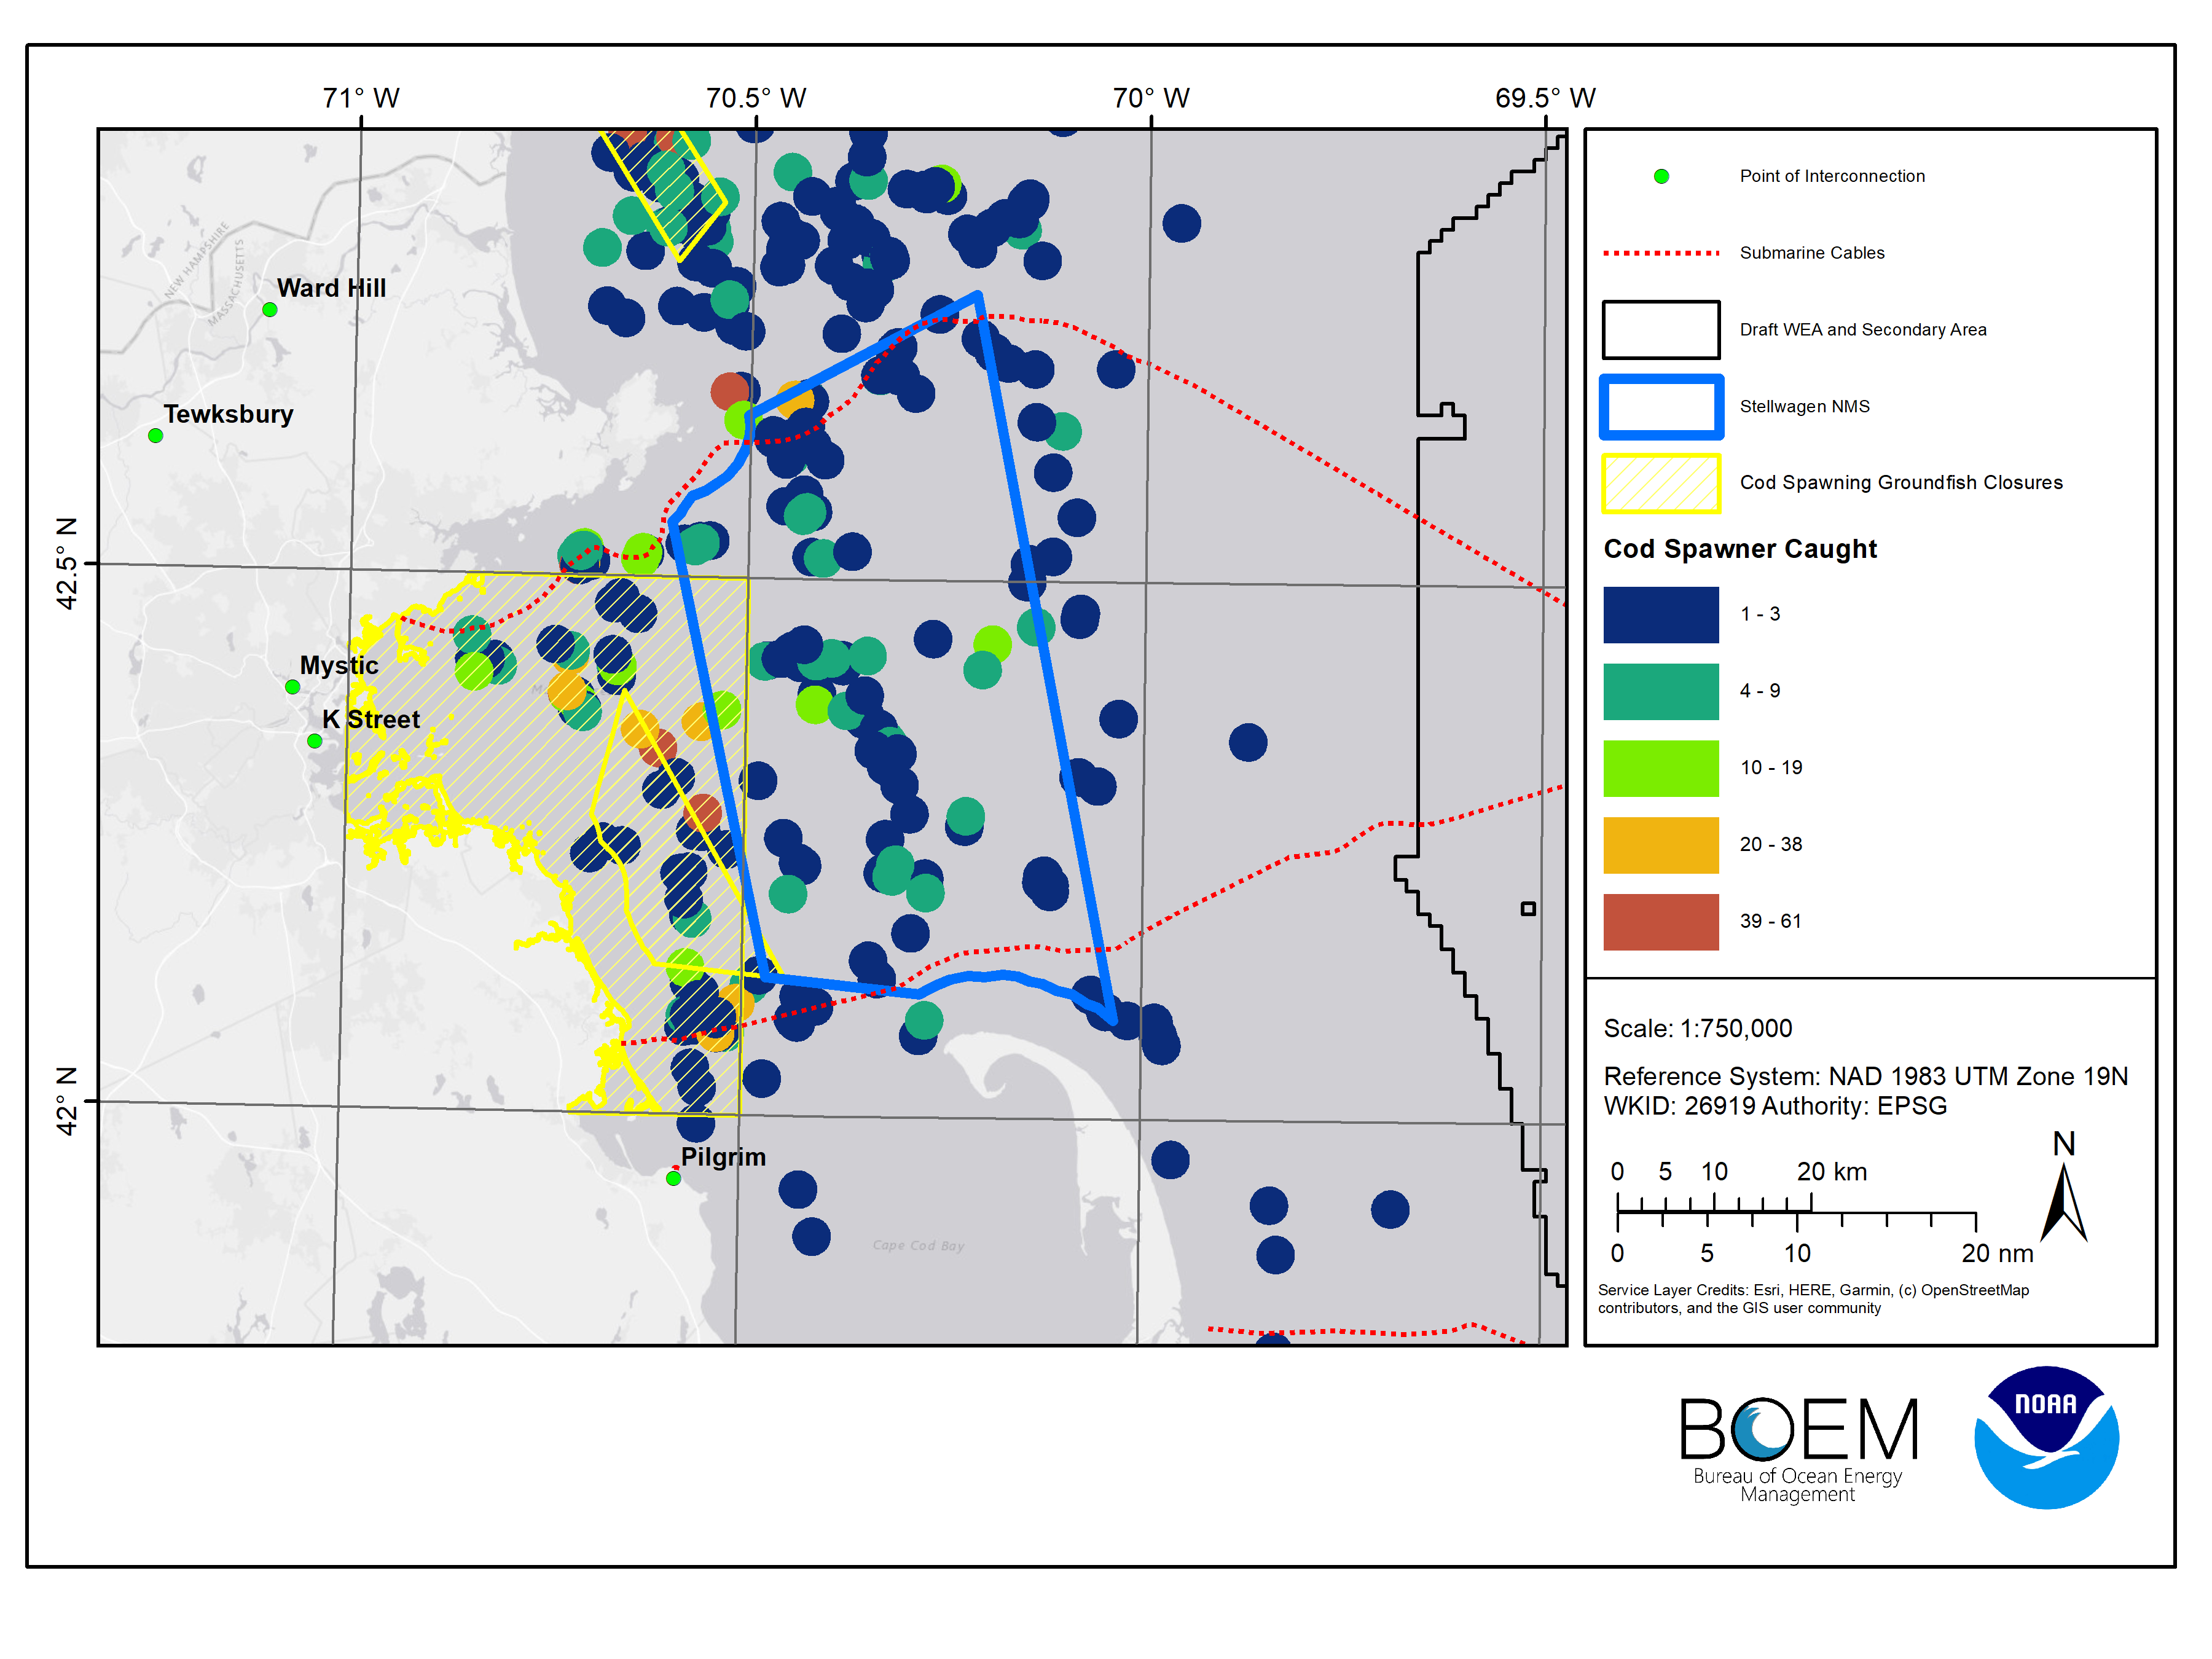 71° W
70.5° W
70° W
69.5° W
42.5° N
42° N
NEW HAMPSHIRE
MASSACHUSETTS
Ward Hill
Tewksbury
Mystic
K Street
Pilgrim
Cape Cod Bay
Point of Interconnection
Submarine Cables
Draft WEA and Secondary Area
Stellwagen NMS
Cod Spawning Groundfish Closures
Cod Spawner Caught
1 - 3
4 - 9
10 - 19
20 - 38
39 - 61
Scale: 1:750,000
Reference System: NAD 1983 UTM Zone 19N
WKID: 26919 Authority: EPSG
N
0 5 10 20 km
0 5 10 20 nm
Service Layer Credits: Esri, HERE, Garmin, (c) OpenStreetMap
contributors, and the GIS user community
BOEM
Bureau of Ocean Energy
Management
NOAA